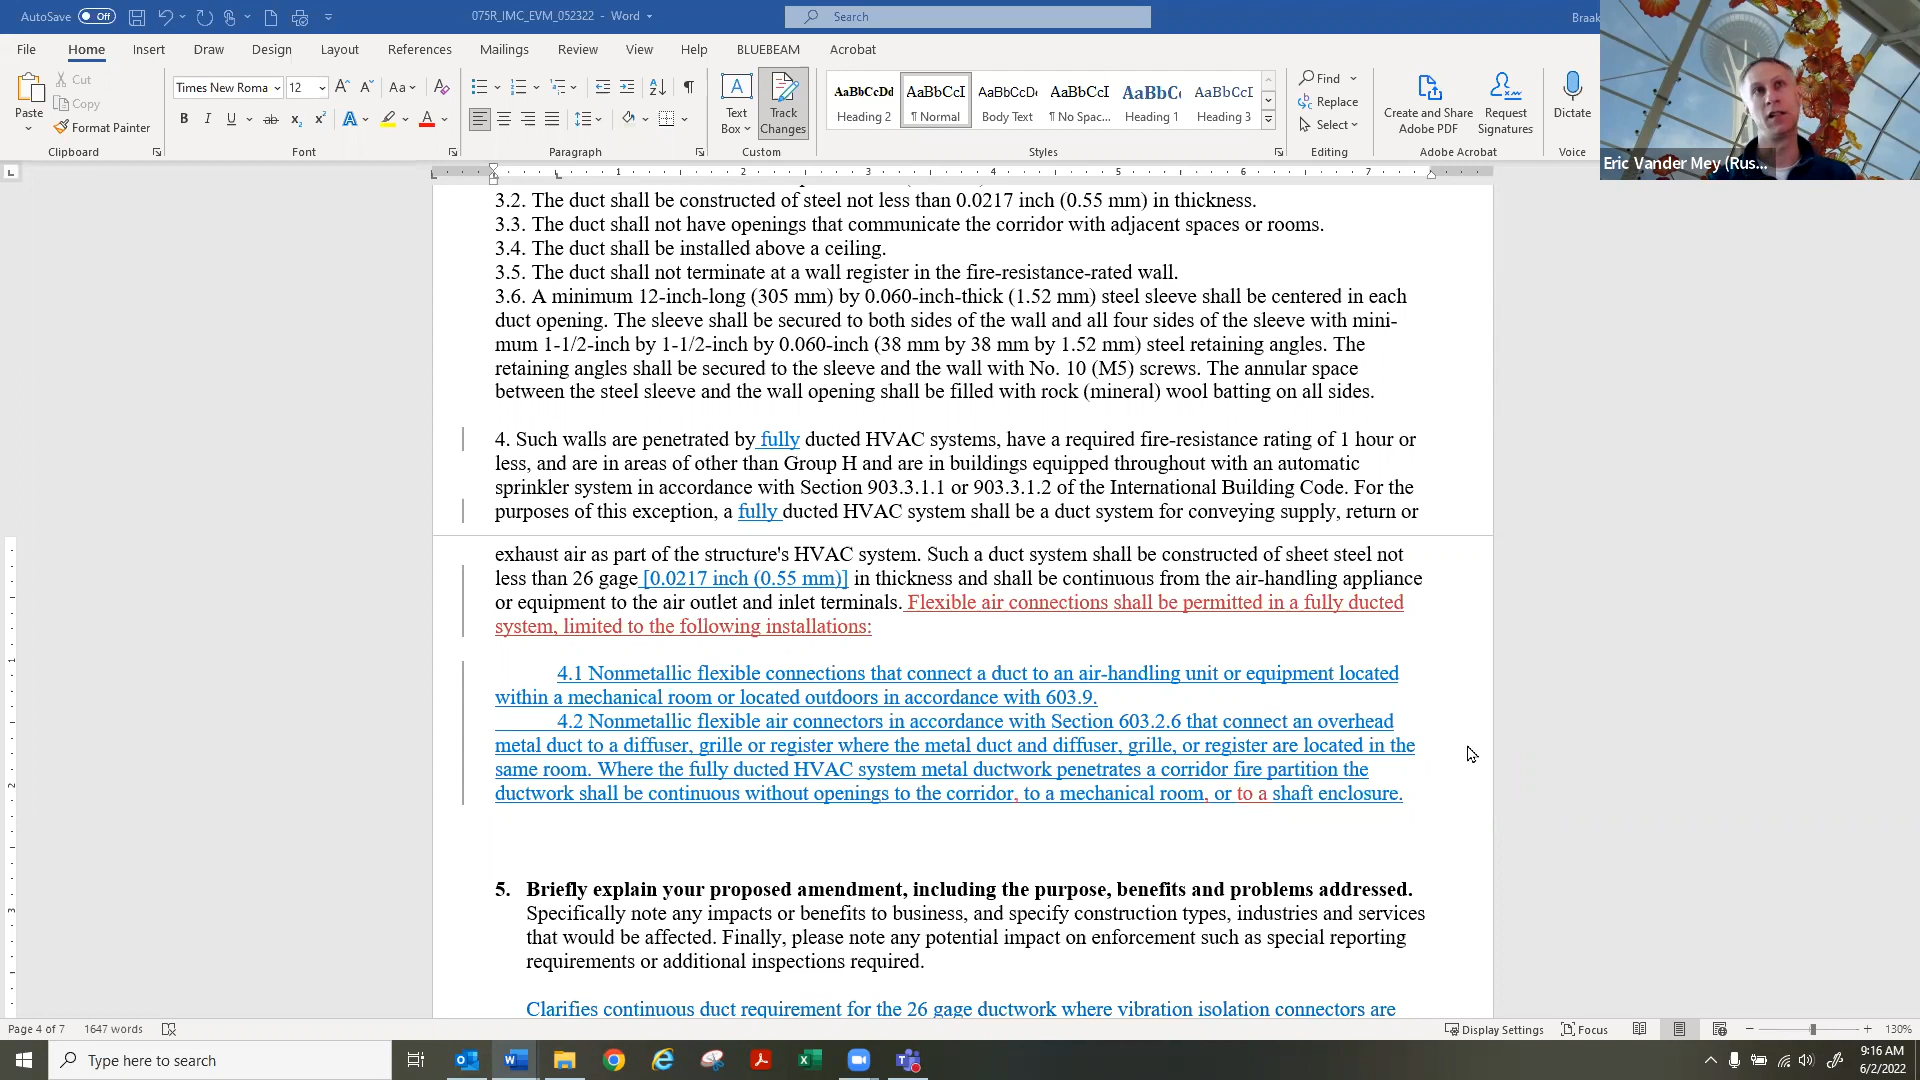 AutoSave Off
075R_IMC_EVM_052322 - Word
Search
Braak
File Home Insert Draw Design Layout References Mailings Review View Help BLUEBEAM Acrobat
Paste Cut Copy Format Painter
Times New Roma 12
Text Box
Track Changes
AaBbCcDd Heading 2
AaBbCcI ¶ Normal
AaBbCcDc Body Text
AaBbCcI ¶ No Spac...
AaBbC Heading 1
AaBbCcI Heading 3
Find
Replace
Select
Create and Share Adobe PDF
Request Signatures
Dictate
Clipboard Font Paragraph Custom Styles Editing Adobe Acrobat Voice
Eric Vander Mey (Rus...
1 2 3 4 5 6 7
3.2. The duct shall be constructed of steel not less than 0.0217 inch (0.55 mm) in thickness.
3.3. The duct shall not have openings that communicate the corridor with adjacent spaces or rooms.
3.4. The duct shall be installed above a ceiling.
3.5. The duct shall not terminate at a wall register in the fire-resistance-rated wall.
3.6. A minimum 12-inch-long (305 mm) by 0.060-inch-thick (1.52 mm) steel sleeve shall be centered in each
duct opening. The sleeve shall be secured to both sides of the wall and all four sides of the sleeve with mini-
mum 1-1/2-inch by 1-1/2-inch by 0.060-inch (38 mm by 38 mm by 1.52 mm) steel retaining angles. The
retaining angles shall be secured to the sleeve and the wall with No. 10 (M5) screws. The annular space
between the steel sleeve and the wall opening shall be filled with rock (mineral) wool batting on all sides.
4. Such walls are penetrated by fully ducted HVAC systems, have a required fire-resistance rating of 1 hour or
less, and are in areas of other than Group H and are in buildings equipped throughout with an automatic
sprinkler system in accordance with Section 903.3.1.1 or 903.3.1.2 of the International Building Code. For the
purposes of this exception, a fully ducted HVAC system shall be a duct system for conveying supply, return or
exhaust air as part of the structure's HVAC system. Such a duct system shall be constructed of sheet steel not
less than 26 gage [0.0217 inch (0.55 mm)] in thickness and shall be continuous from the air-handling appliance
or equipment to the air outlet and inlet terminals. Flexible air connections shall be permitted in a fully ducted
system, limited to the following installations:
4.1 Nonmetallic flexible connections that connect a duct to an air-handling unit or equipment located
within a mechanical room or located outdoors in accordance with 603.9.
4.2 Nonmetallic flexible air connectors in accordance with Section 603.2.6 that connect an overhead
metal duct to a diffuser, grille or register where the metal duct and diffuser, grille, or register are located in the
same room. Where the fully ducted HVAC system metal ductwork penetrates a corridor fire partition the
ductwork shall be continuous without openings to the corridor, to a mechanical room, or to a shaft enclosure.
5. Briefly explain your proposed amendment, including the purpose, benefits and problems addressed.
Specifically note any impacts or benefits to business, and specify construction types, industries and services
that would be affected. Finally, please note any potential impact on enforcement such as special reporting
requirements or additional inspections required.
Clarifies continuous duct requirement for the 26 gage ductwork where vibration isolation connectors are
1
2
3
Page 4 of 7 1647 words Display Settings Focus 130%
Type here to search
9:16 AM
6/2/2022